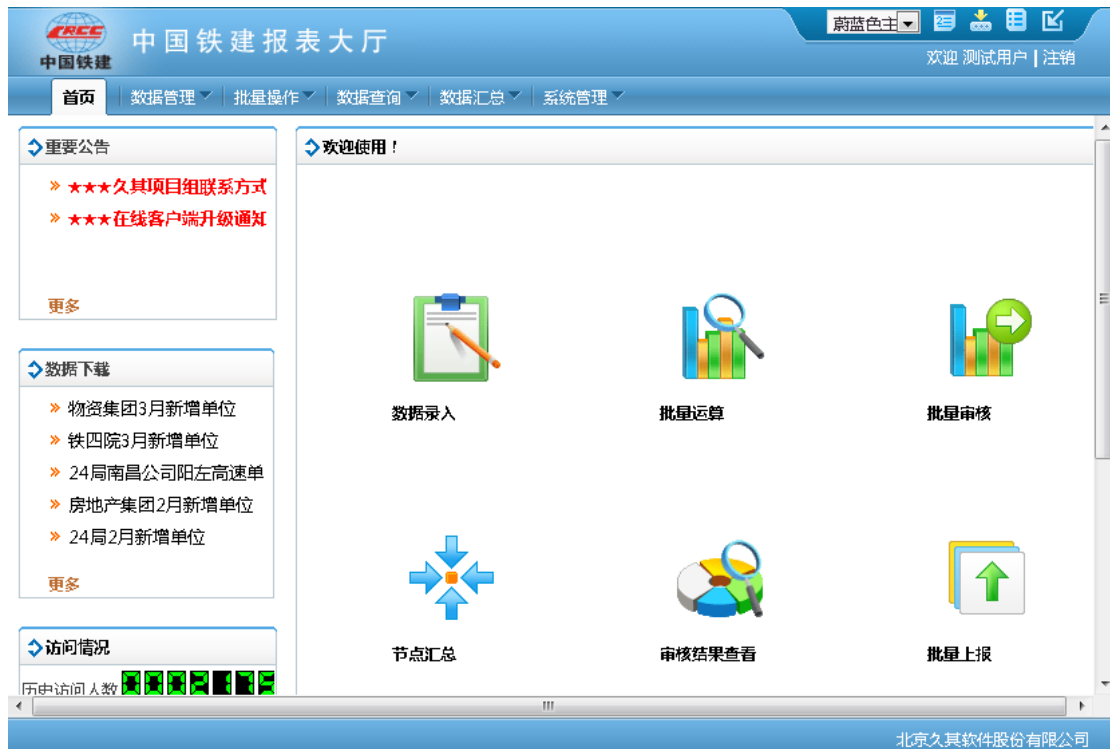 CRCC
中国铁建
中国铁建报表大厅
蔚蓝色主
欢迎 测试用户 | 注销
首页 数据管理 批量操作 数据查询 数据汇总 系统管理
重要公告
★★★久其项目组联系方式
★★★在线客户端升级通知
更多
数据下载
物资集团3月新增单位
铁四院3月新增单位
24局南昌公司阳左高速单
房地产集团2月新增单位
24局2月新增单位
更多
访问情况
历史访问人数
欢迎使用！
数据录入 批量运算 批量审核
节点汇总 审核结果查看 批量上报
北京久其软件股份有限公司